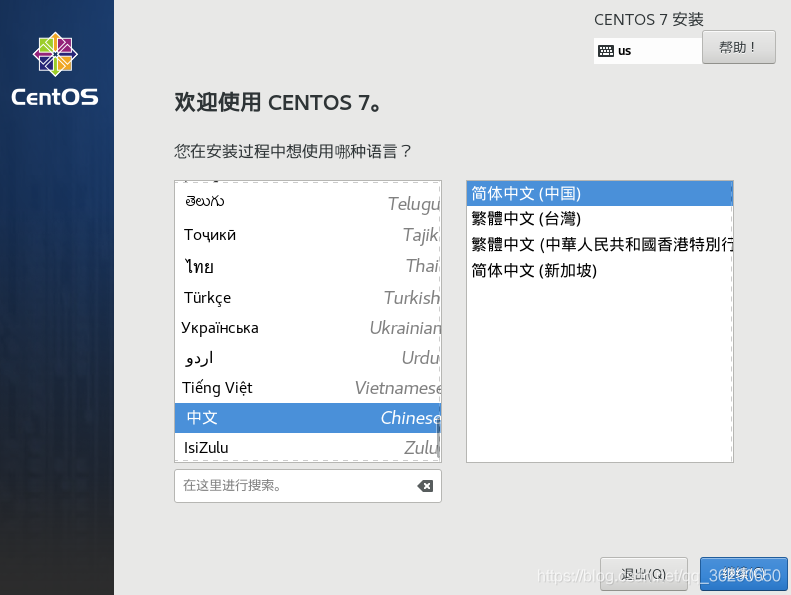 CentOS
CENTOS 7 安装
us
帮助！
欢迎使用 CENTOS 7。
您在安装过程中想使用哪种语言？
తెలుగు Telugu
Тоҷикӣ Tajik
ไทย Thai
Türkçe Turkish
Українська Ukrainian
اردو Urdu
Tiếng Việt Vietnamese
中文 Chinese
IsiZulu Zulu
在这里进行搜索。
简体中文 (中国)
繁體中文 (台灣)
繁體中文 (中華人民共和國香港特別行
简体中文 (新加坡)
退出(Q)
继续(C)